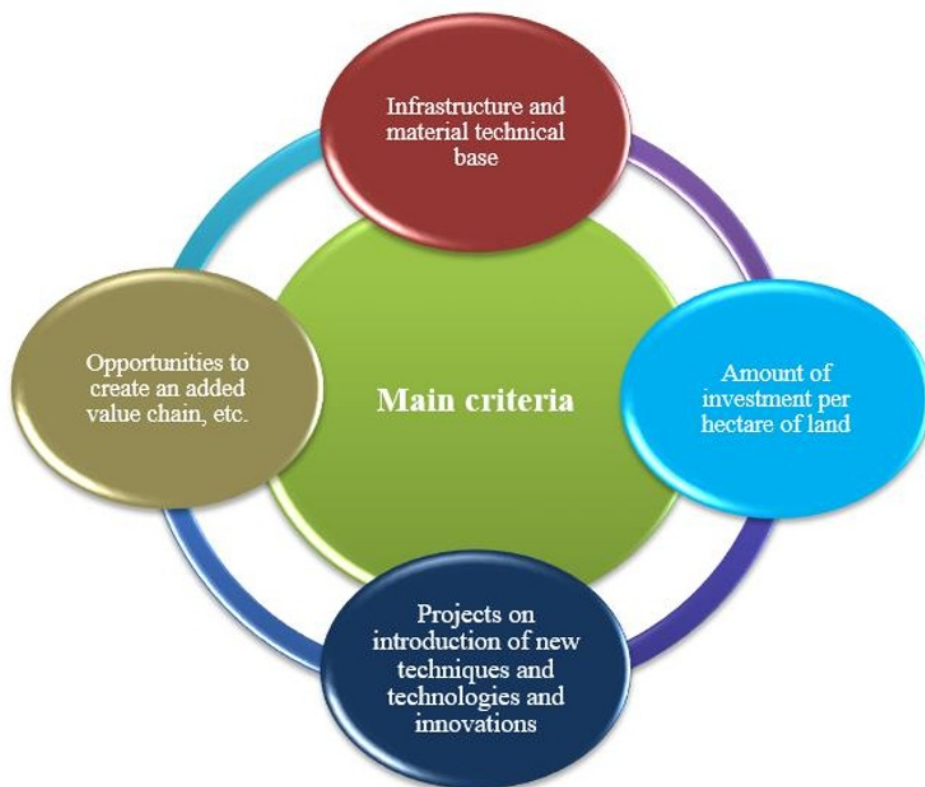 Infrastructure and
material technical
base
Opportunities to
create an added
value chain, etc.
Main criteria
Amount of
investment per
hectare of land
Projects on
introduction of new
techniques and
technologies and
innovations